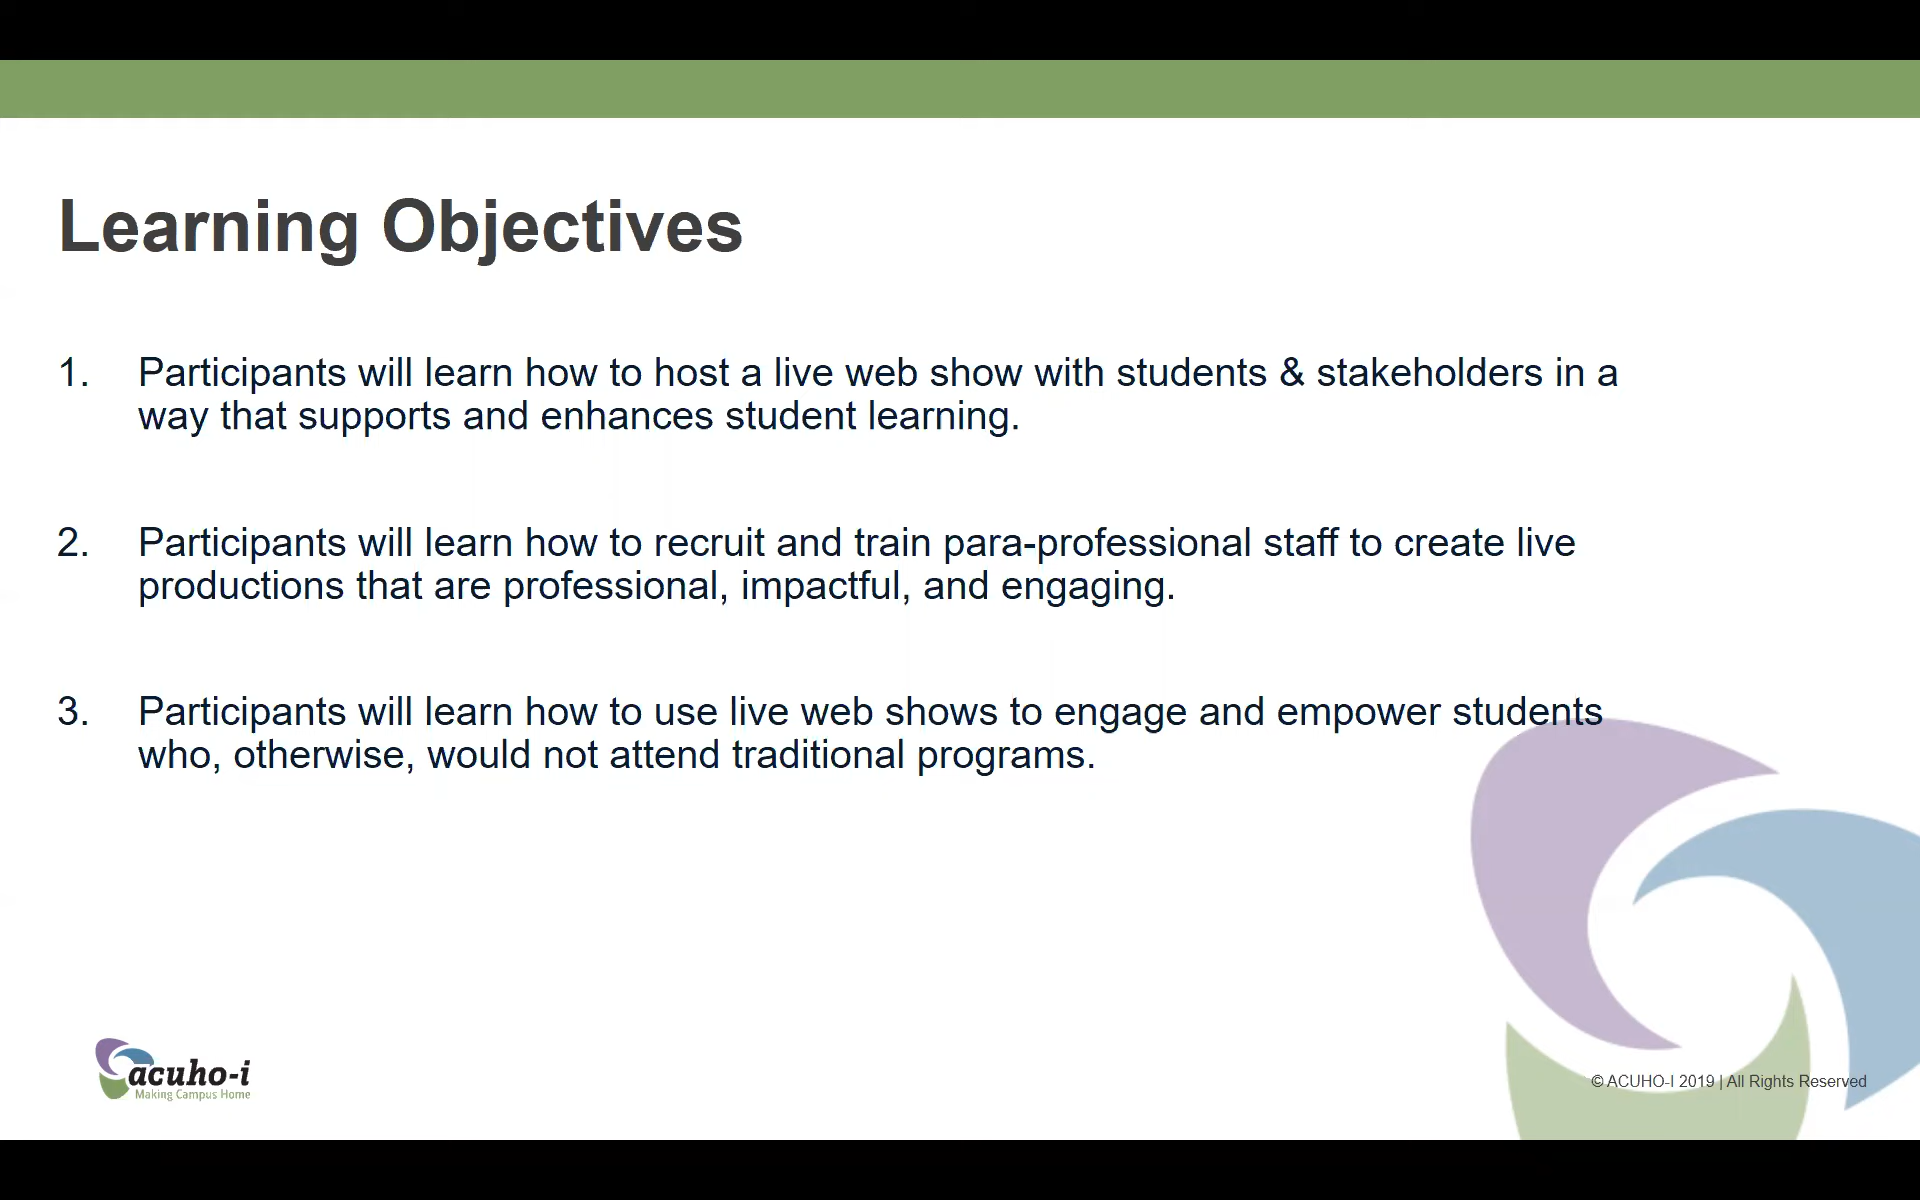 Learning Objectives
1. Participants will learn how to host a live web show with students & stakeholders in a
way that supports and enhances student learning.
2. Participants will learn how to recruit and train para-professional staff to create live
productions that are professional, impactful, and engaging.
3. Participants will learn how to use live web shows to engage and empower students
who, otherwise, would not attend traditional programs.
acuho-i
Making Campus Home
© ACUHO-I 2019 | All Rights Reserved